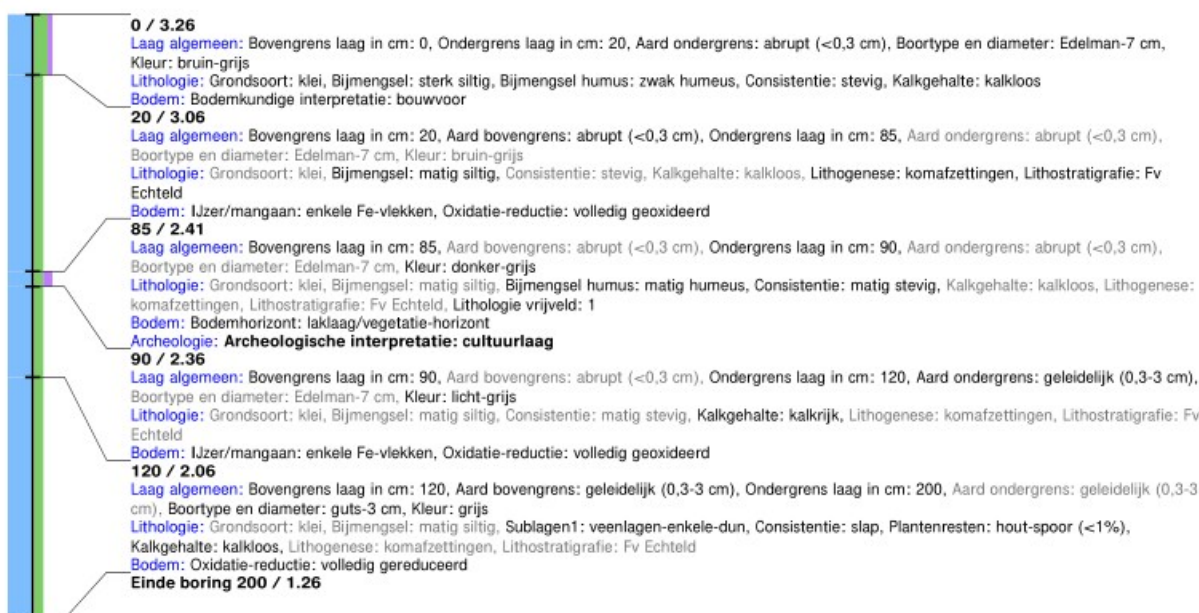 0 / 3.26
Laag algemeen: Bovengrens laag in cm: 0, Ondergrens laag in cm: 20, Aard ondergrens: abrupt (<0,3 cm), Boortype en diameter: Edelman-7 cm,
Kleur: bruin-grijs
Lithologie: Grondsoort: klei, Bijmengsel: sterk siltig, Bijmengsel humus: zwak humeus, Consistentie: stevig, Kalkgehalte: kalkloos
Bodem: Bodemkundige interpretatie: bouwvoor
20 / 3.06
Laag algemeen: Bovengrens laag in cm: 20, Aard bovengrens: abrupt (<0,3 cm), Ondergrens laag in cm: 85, Aard ondergrens: abrupt (<0,3 cm),
Boortype en diameter: Edelman-7 cm, Kleur: bruin-grijs
Lithologie: Grondsoort: klei, Bijmengsel: matig siltig, Consistentie: stevig, Kalkgehalte: kalkloos, Lithogenese: komafzettingen, Lithostratigrafie: Fv
Echteld
Bodem: IJzer/mangaan: enkele Fe-vlekken, Oxidatie-reductie: volledig geoxideerd
85 / 2.41
Laag algemeen: Bovengrens laag in cm: 85, Aard bovengrens: abrupt (<0,3 cm), Ondergrens laag in cm: 90, Aard ondergrens: abrupt (<0,3 cm),
Boortype en diameter: Edelman-7 cm, Kleur: donker-grijs
Lithologie: Grondsoort: klei, Bijmengsel: matig siltig, Bijmengsel humus: matig humeus, Consistentie: matig stevig, Kalkgehalte: kalkloos, Lithogenese:
komafzettingen, Lithostratigrafie: Fv Echteld, Lithologie vrijveld: 1
Bodem: Bodemhorizont: laklaag/vegetatie-horizont
Archeologie: Archeologische interpretatie: cultuurlaag
90 / 2.36
Laag algemeen: Bovengrens laag in cm: 90, Aard bovengrens: abrupt (<0,3 cm), Ondergrens laag in cm: 120, Aard ondergrens: geleidelijk (0,3-3 cm),
Boortype en diameter: Edelman-7 cm, Kleur: licht-grijs
Lithologie: Grondsoort: klei, Bijmengsel: matig siltig, Consistentie: matig stevig, Kalkgehalte: kalkrijk, Lithogenese: komafzettingen, Lithostratigrafie: Fv
Echteld
Bodem: IJzer/mangaan: enkele Fe-vlekken, Oxidatie-reductie: volledig geoxideerd
120 / 2.06
Laag algemeen: Bovengrens laag in cm: 120, Aard bovengrens: geleidelijk (0,3-3 cm), Ondergrens laag in cm: 200, Aard ondergrens: geleidelijk (0,3-3
cm), Boortype en diameter: guts-3 cm, Kleur: grijs
Lithologie: Grondsoort: klei, Bijmengsel: matig siltig, Sublagen1: veenlagen-enkele-dun, Consistentie: slap, Plantenresten: hout-spoor (<1%),
Kalkgehalte: kalkloos, Lithogenese: komafzettingen, Lithostratigrafie: Fv Echteld
Bodem: Oxidatie-reductie: volledig gereduceerd
Einde boring 200 / 1.26